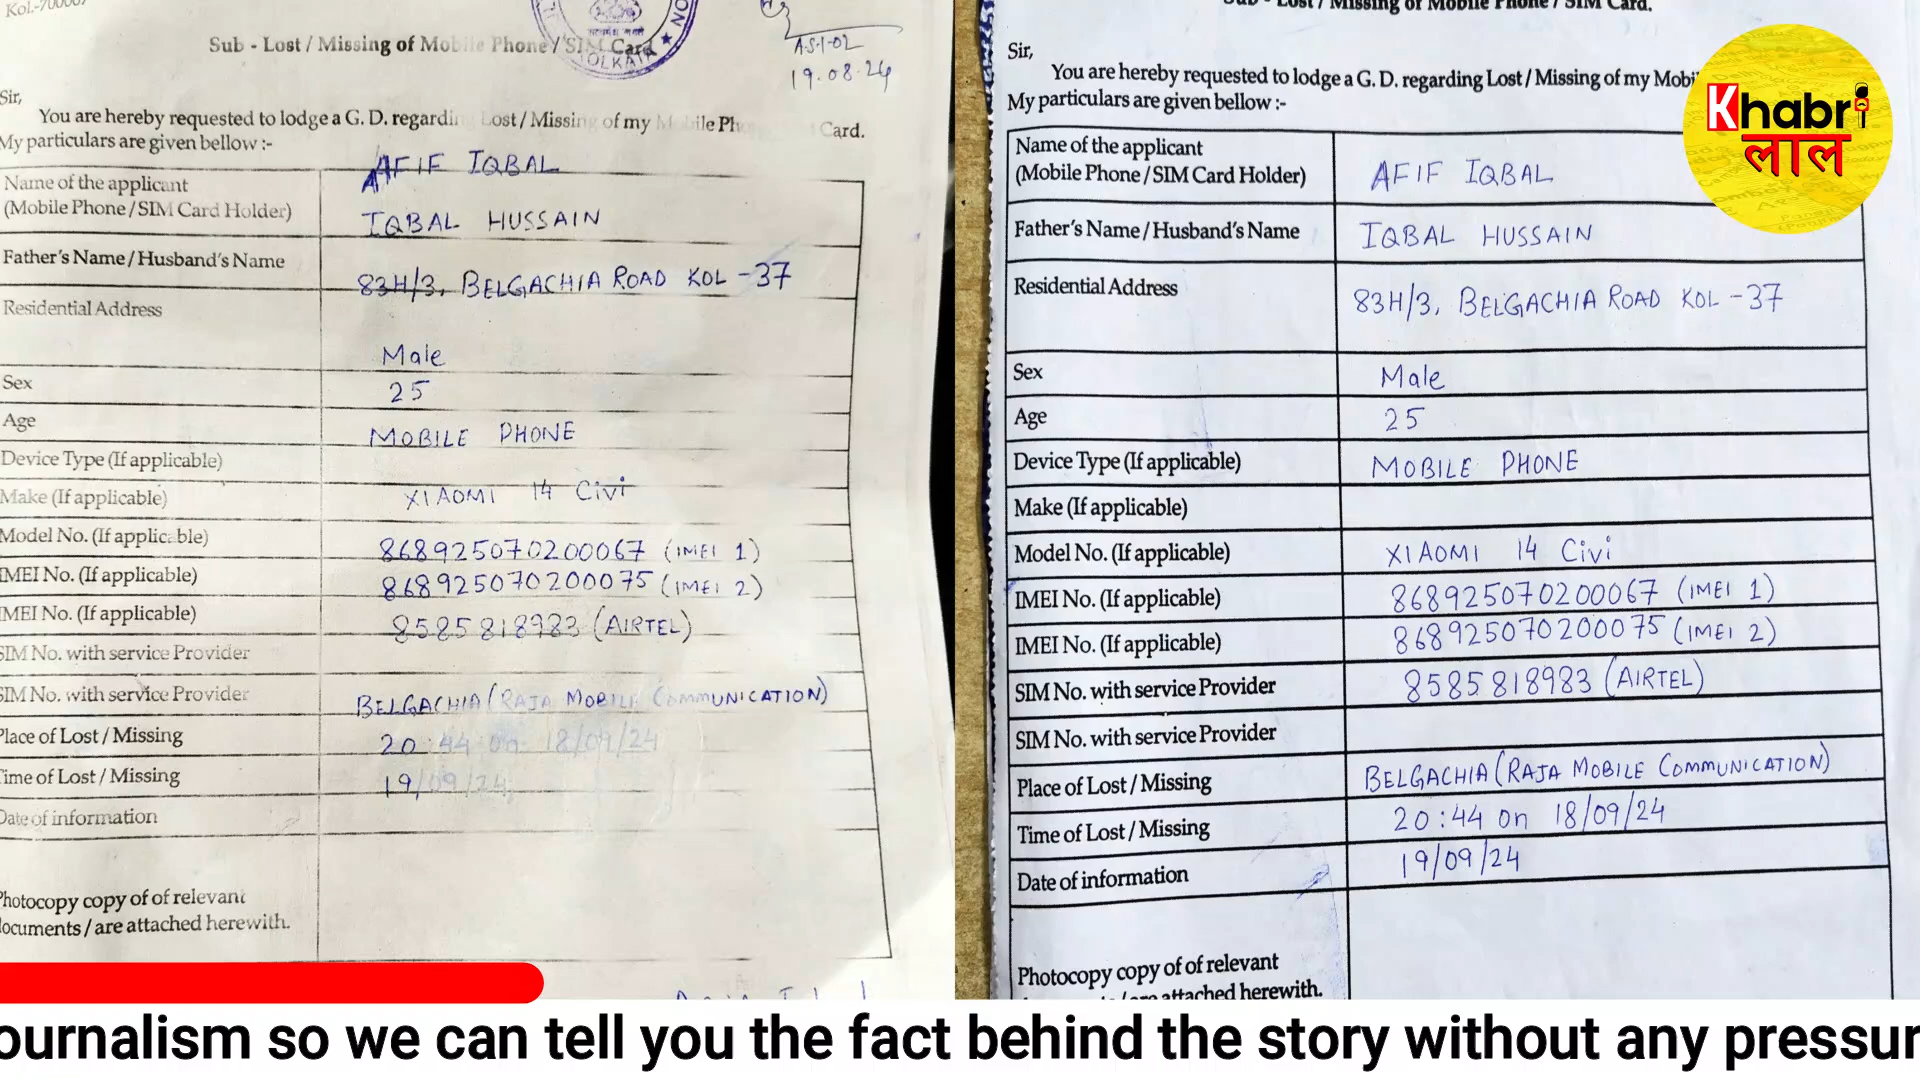 Kol.-700007
Sub - Lost / Missing of Mobile Phone / SIM Card
KOLKATA
A.S.I-02
19.08.24
Sir,
You are hereby requested to lodge a G. D. regarding Lost / Missing of my Mobile Pho Card.
My particulars are given bellow :-
AFIF IQBAL
Name of the applicant
(Mobile Phone / SIM Card Holder)
IQBAL HUSSAIN
Father's Name / Husband's Name
83H/3, BELGACHIA ROAD KOL - 37
Residential Address
Male
Sex
25
Age
MOBILE PHONE
Device Type (If applicable)
Make (If applicable)
XIAOMI 14 Civi
Model No. (If applicable)
868925070200067 (IMEI 1)
IMEI No. (If applicable)
868925070200075 (IMEI 2)
IMEI No. (If applicable)
8585818983 (AIRTEL)
SIM No. with service Provider
SIM No. with service Provider
BELGACHIA (RAJA MOBILE COMMUNICATION)
Place of Lost / Missing
20:44 on 18/09/24
Time of Lost / Missing
19/09/24
Date of information
Photocopy copy of of relevant
documents / are attached herewith.
Sub - Lost / Missing of Mobile Phone / SIM Card.
Sir,
You are hereby requested to lodge a G. D. regarding Lost / Missing of my Mobi
My particulars are given bellow :-
Name of the applicant
(Mobile Phone / SIM Card Holder)
AFIF IQBAL
Father's Name / Husband's Name
IQBAL HUSSAIN
Residential Address
83H/3, BELGACHIA ROAD KOL - 37
Sex
Male
Age
25
Device Type (If applicable)
MOBILE PHONE
Make (If applicable)
Model No. (If applicable)
XIAOMI 14 Civi
IMEI No. (If applicable)
868925070200067 (IMEI 1)
IMEI No. (If applicable)
868925070200075 (IMEI 2)
SIM No. with service Provider
8585818983 (AIRTEL)
SIM No. with service Provider
Place of Lost / Missing
BELGACHIA (RAJA MOBILE COMMUNICATION)
Time of Lost / Missing
20:44 on 18/09/24
Date of information
19/09/24
Photocopy copy of of relevant
attached herewith.
Khabri
लाल
ournalism so we can tell you the fact behind the story without any pressur